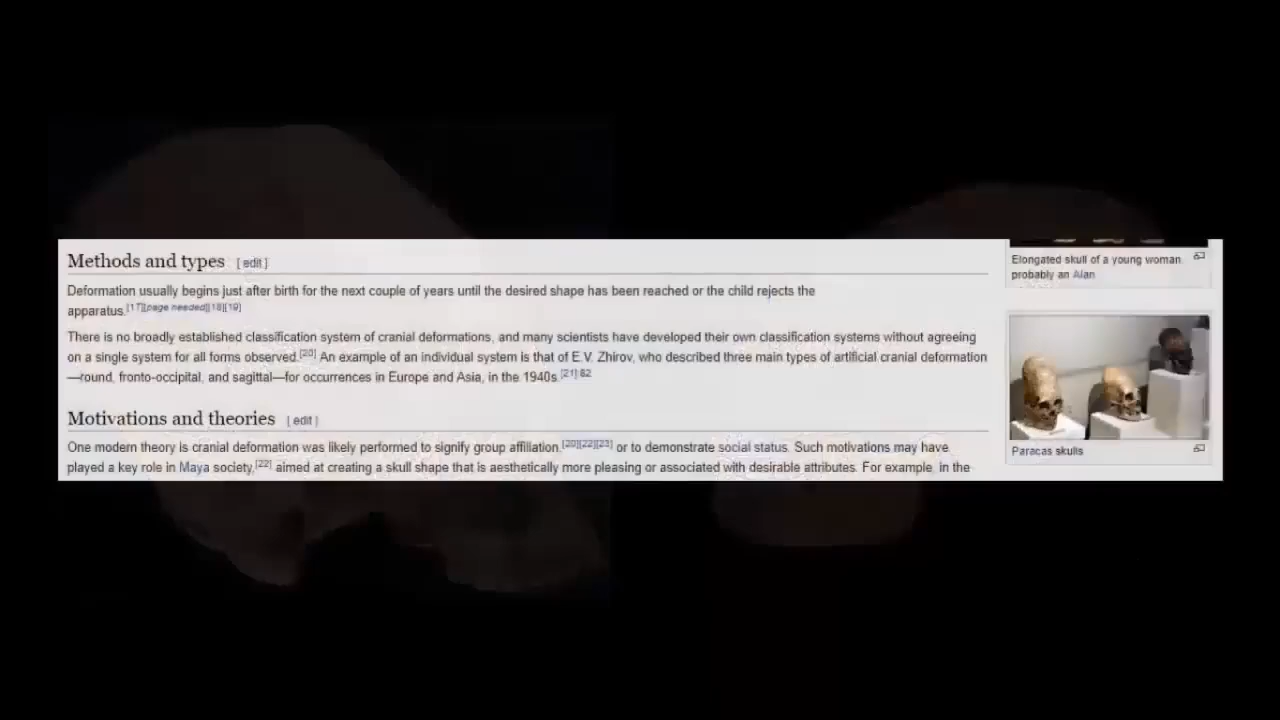 Methods and types [ edit ]
Deformation usually begins just after birth for the next couple of years until the desired shape has been reached or the child rejects the
apparatus.[17][page needed][18][19]
There is no broadly established classification system of cranial deformations, and many scientists have developed their own classification systems without agreeing
on a single system for all forms observed.[20] An example of an individual system is that of E.V. Zhirov, who described three main types of artificial cranial deformation
—round, fronto-occipital, and sagittal—for occurrences in Europe and Asia, in the 1940s.[21] 82
Motivations and theories [ edit ]
One modern theory is cranial deformation was likely performed to signify group affiliation,[20][22][23] or to demonstrate social status. Such motivations may have
played a key role in Maya society,[22] aimed at creating a skull shape that is aesthetically more pleasing or associated with desirable attributes. For example, in the
Elongated skull of a young woman,
probably an Alan
Paracas skulls